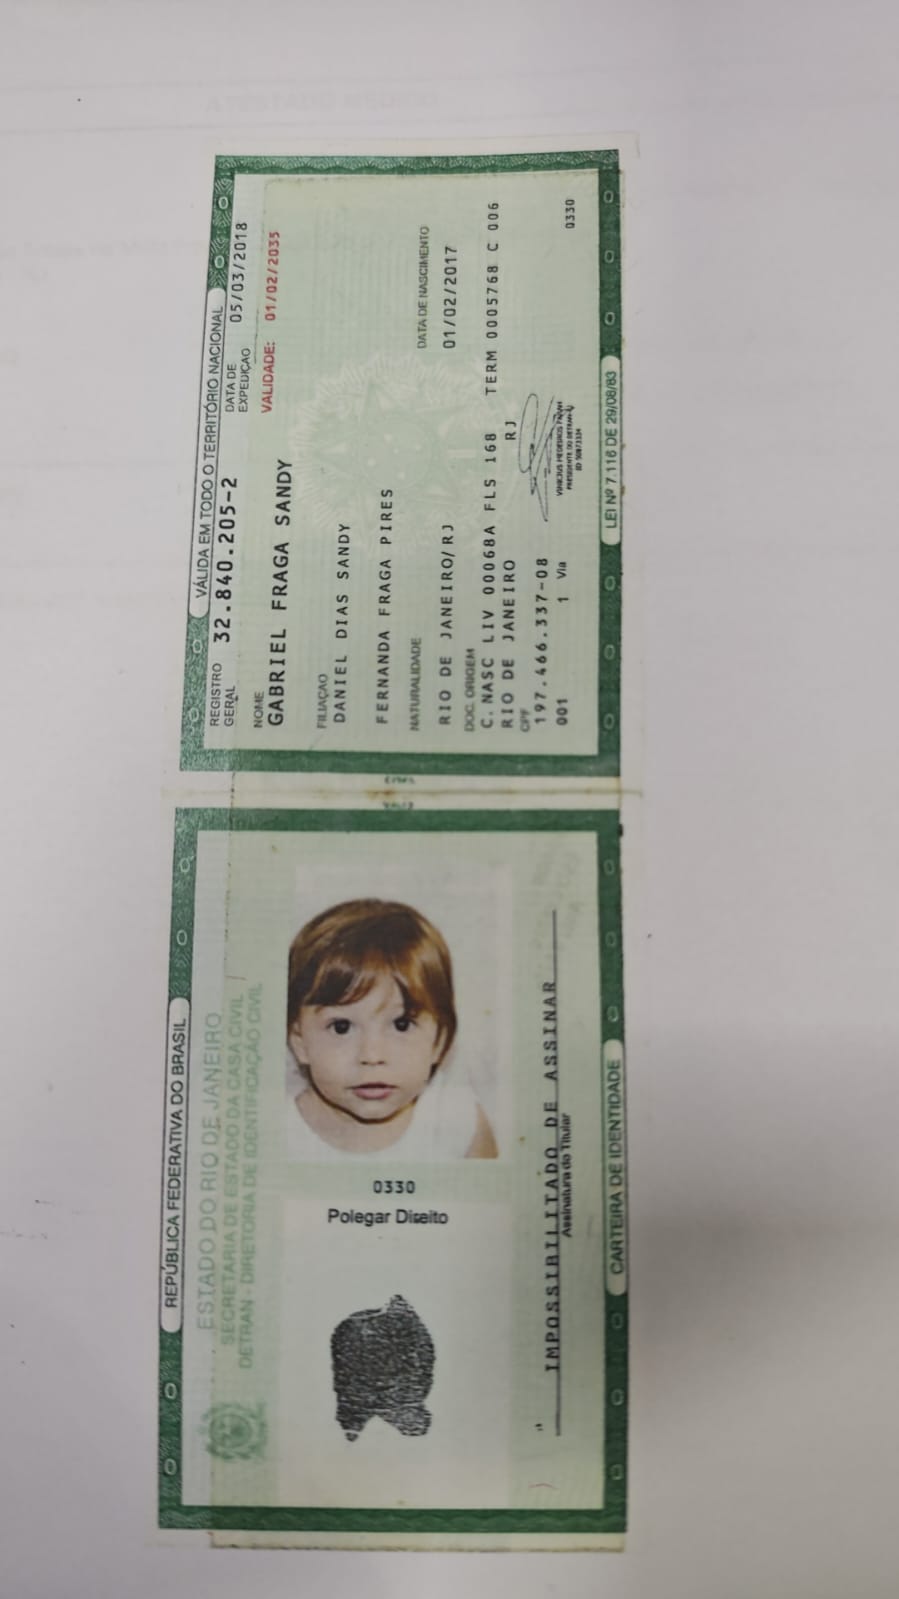 REPÚBLICA FEDERATIVA DO BRASIL
ESTADO DO RIO DE JANEIRO
SECRETARIA DE ESTADO DA CASA CIVIL
DETRAN - DIRETORIA DE IDENTIFICAÇÃO CIVIL
0330
Polegar Direito
IMPOSSIBILITADO DE ASSINAR
Assinatura do Titular
CARTEIRA DE IDENTIDADE
VÁLIDA EM TODO O TERRITÓRIO NACIONAL
REGISTRO GERAL 32.840.205-2 DATA DE EXPEDIÇÃO 05/03/2018
VALIDADE: 01/02/2035
NOME
GABRIEL FRAGA SANDY
FILIAÇÃO
DANIEL DIAS SANDY
FERNANDA FRAGA PIRES
NATURALIDADE DATA DE NASCIMENTO
RIO DE JANEIRO/RJ 01/02/2017
DOC. ORIGEM
C.NASC LIV 00068A FLS 168 TERM 0005768 C 006
RIO DE JANEIRO RJ
CPF
197.466.337-08
001 1 Via 0330
PRESIDENTE DO DETRAN-RJ
LEI Nº 7.116 DE 29/08/83